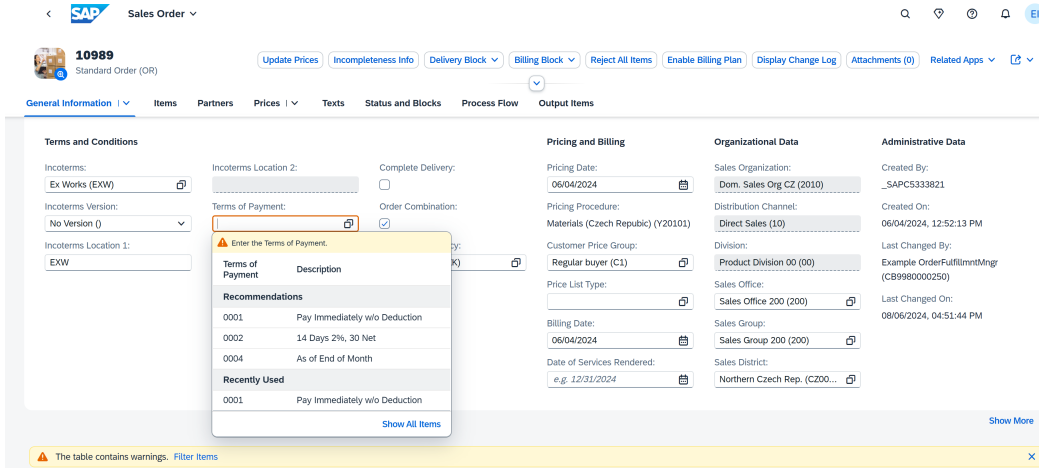 SAP
Sales Order
EI
10989
Standard Order (OR)
Update Prices
Incompleteness Info
Delivery Block
Billing Block
Reject All Items
Enable Billing Plan
Display Change Log
Attachments (0)
Related Apps
General Information
Items
Partners
Prices
Texts
Status and Blocks
Process Flow
Output Items
Terms and Conditions
Incoterms:
Ex Works (EXW)
Incoterms Version:
No Version ()
Incoterms Location 1:
EXW
Incoterms Location 2:
Terms of Payment:
Enter the Terms of Payment.
Terms of
Payment
Description
Recommendations
0001 Pay Immediately w/o Deduction
0002 14 Days 2%, 30 Net
0004 As of End of Month
Recently Used
0001 Pay Immediately w/o Deduction
Show All Items
Complete Delivery:
Order Combination:
cy:
K)
Pricing and Billing
Pricing Date:
06/04/2024
Pricing Procedure:
Materials (Czech Repubic) (Y20101)
Customer Price Group:
Regular buyer (C1)
Price List Type:
Billing Date:
06/04/2024
Date of Services Rendered:
e.g. 12/31/2024
Organizational Data
Sales Organization:
Dom. Sales Org CZ (2010)
Distribution Channel:
Direct Sales (10)
Division:
Product Division 00 (00)
Sales Office:
Sales Office 200 (200)
Sales Group:
Sales Group 200 (200)
Sales District:
Northern Czech Rep. (CZ00...
Administrative Data
Created By:
_SAPC5333821
Created On:
06/04/2024, 12:52:13 PM
Last Changed By:
Example OrderFulfillmntMngr
(CB9980000250)
Last Changed On:
08/06/2024, 04:51:44 PM
Show More
The table contains warnings. Filter Items